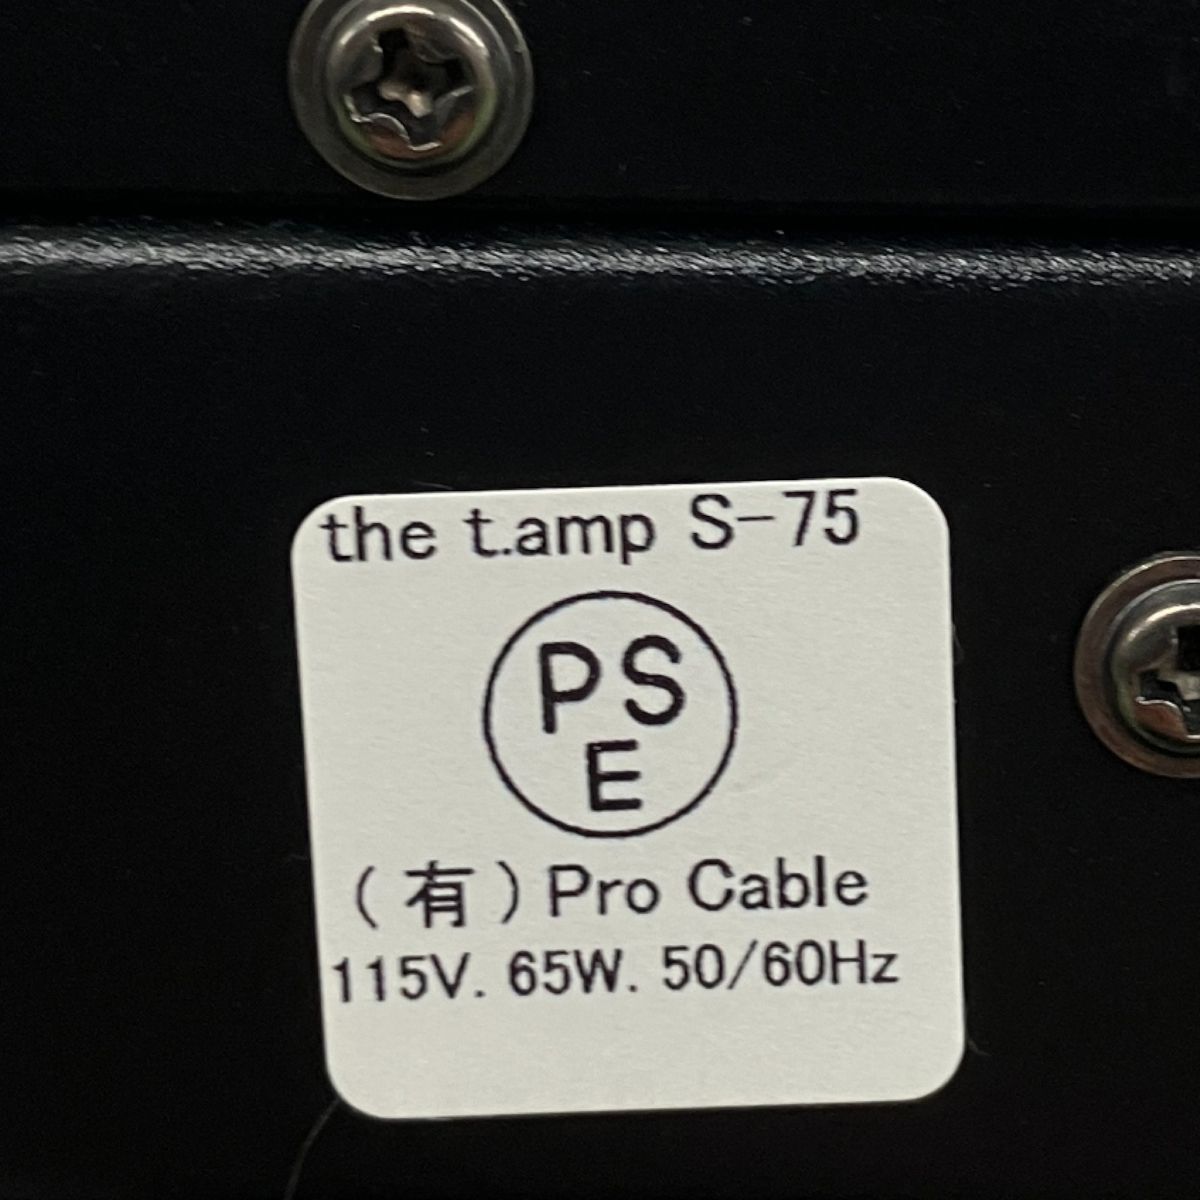 the t.amp S-75
PS
E
(有)Pro Cable
115V. 65W. 50/60Hz